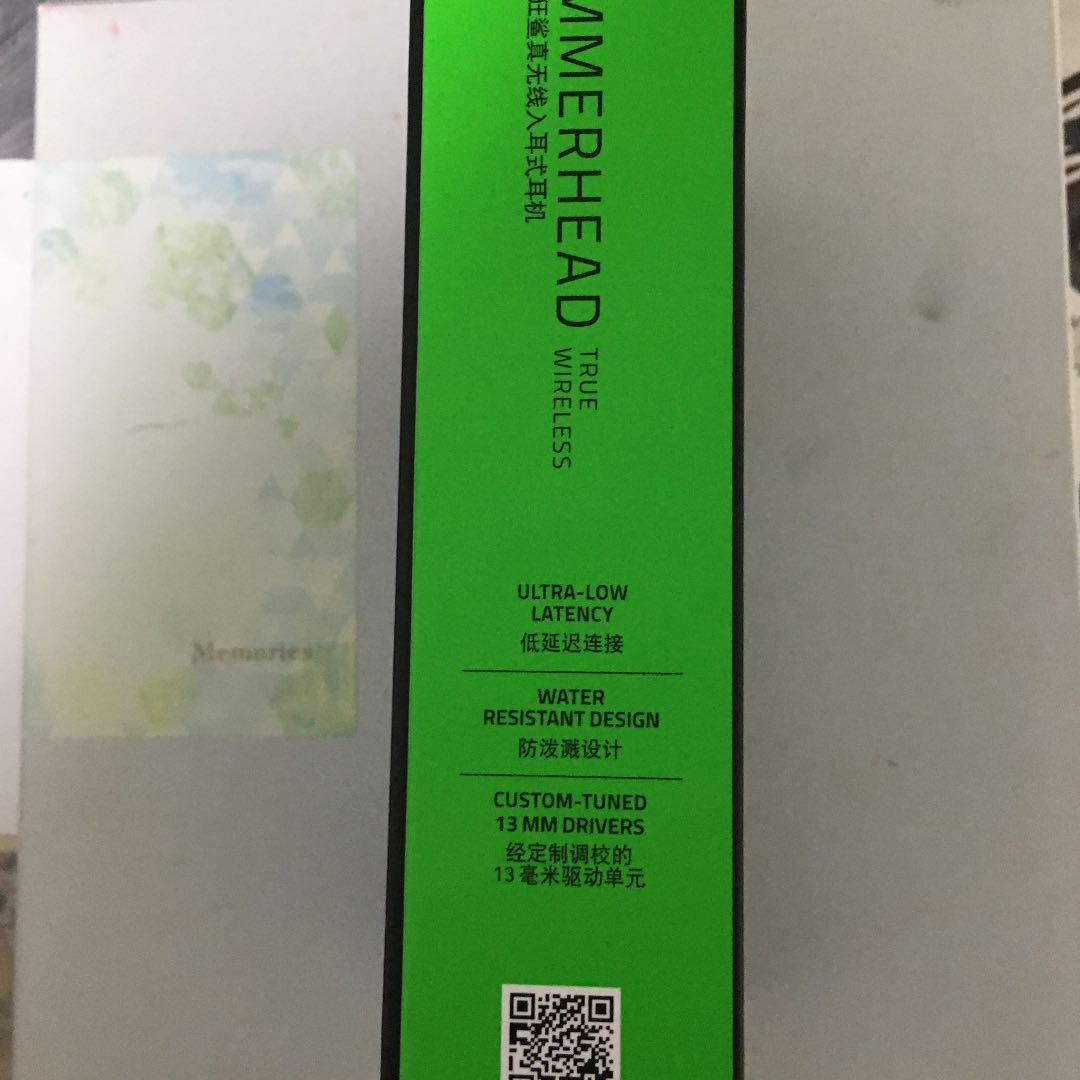 MMERHEAD
TRUE
WIRELESS
狂鲨真无线入耳式耳机
ULTRA-LOW
LATENCY
低延迟连接
WATER
RESISTANT DESIGN
防泼溅设计
CUSTOM-TUNED
13 MM DRIVERS
经定制调校的
13 毫米驱动单元
Memories